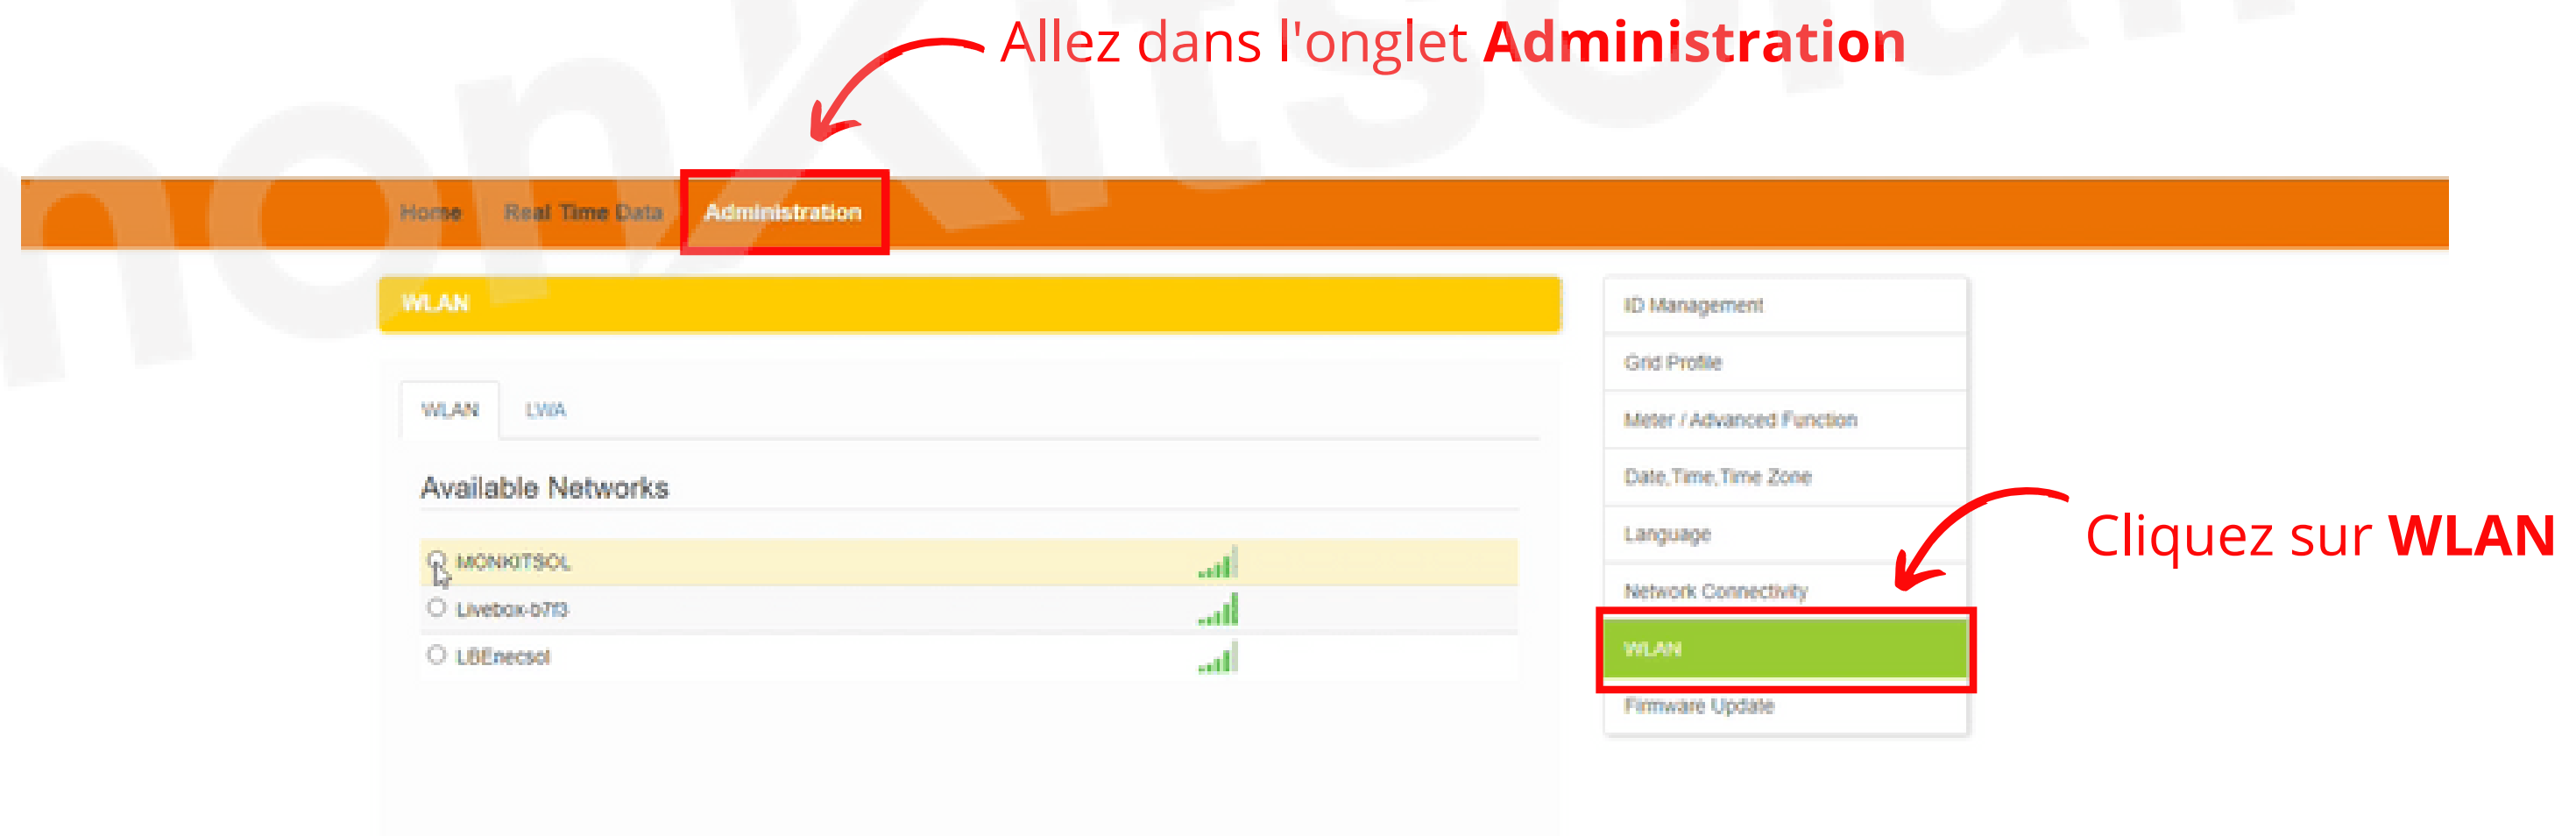 Allez dans l'onglet Administration
Home Real Time Data Administration
WLAN
WLAN LWA
Available Networks
MONKITSOL
Livebox-b7f3
LBEnecsol
ID Management
Grid Profile
Meter / Advanced Function
Date,Time,Time Zone
Language
Network Connectivity
WLAN
Firmware Update
Cliquez sur WLAN
monKitsolaire